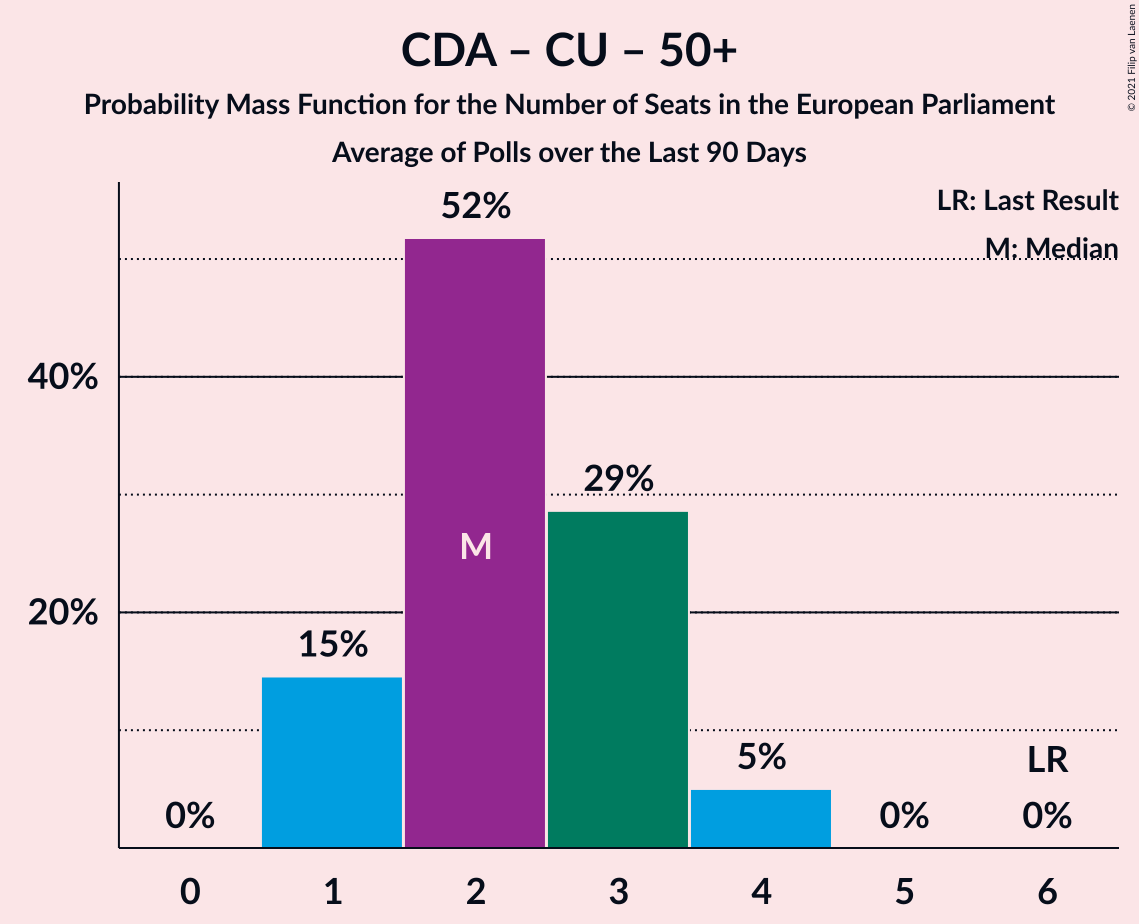 CDA – CU – 50+
Probability Mass Function for the Number of Seats in the European Parliament
Average of Polls over the Last 90 Days
© 2021 Filip van Laenen
LR: Last Result
M: Median
52%
40%
29%
M
20%
15%
5%
LR
0%
0%
0%
0 1 2 3 4 5 6